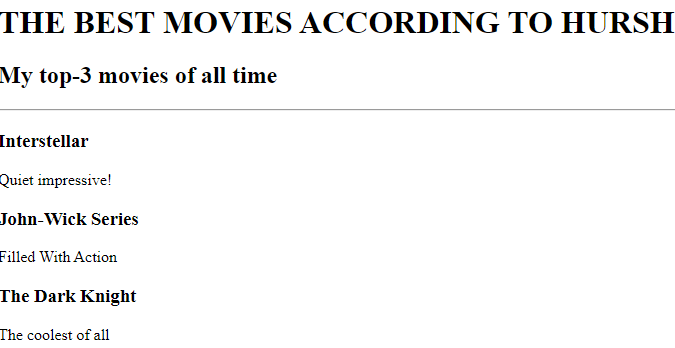 THE BEST MOVIES ACCORDING TO HURSH
My top-3 movies of all time
Interstellar
Quiet impressive!
John-Wick Series
Filled With Action
The Dark Knight
The coolest of all